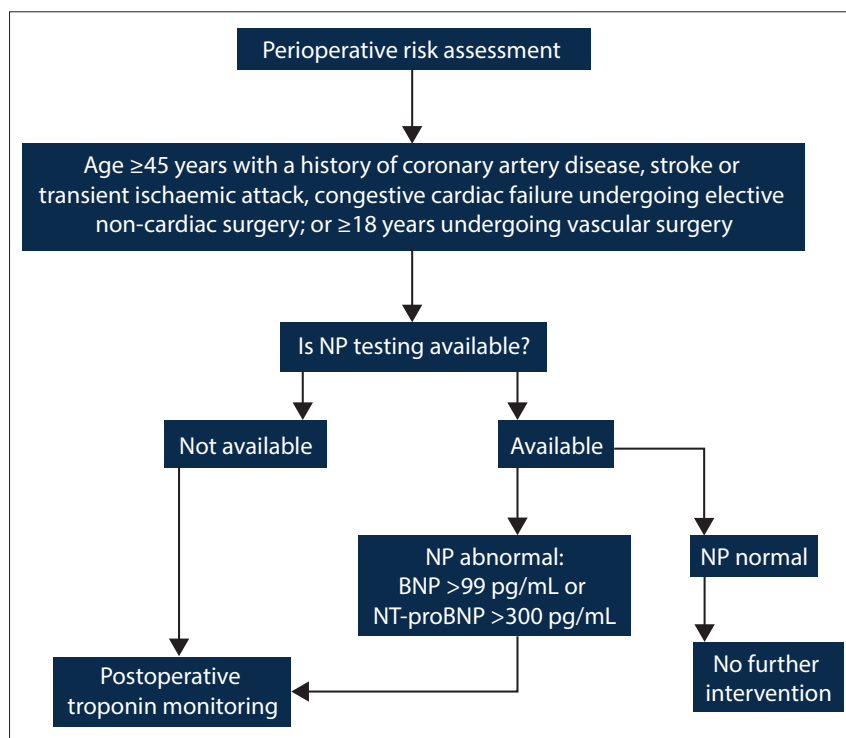 Perioperative risk assessment
Age ≥45 years with a history of coronary artery disease, stroke or
transient ischaemic attack, congestive cardiac failure undergoing elective
non-cardiac surgery; or ≥18 years undergoing vascular surgery
Is NP testing available?
Not available
Available
NP abnormal:
BNP >99 pg/mL or
NT-proBNP >300 pg/mL
NP normal
Postoperative
troponin monitoring
No further
intervention